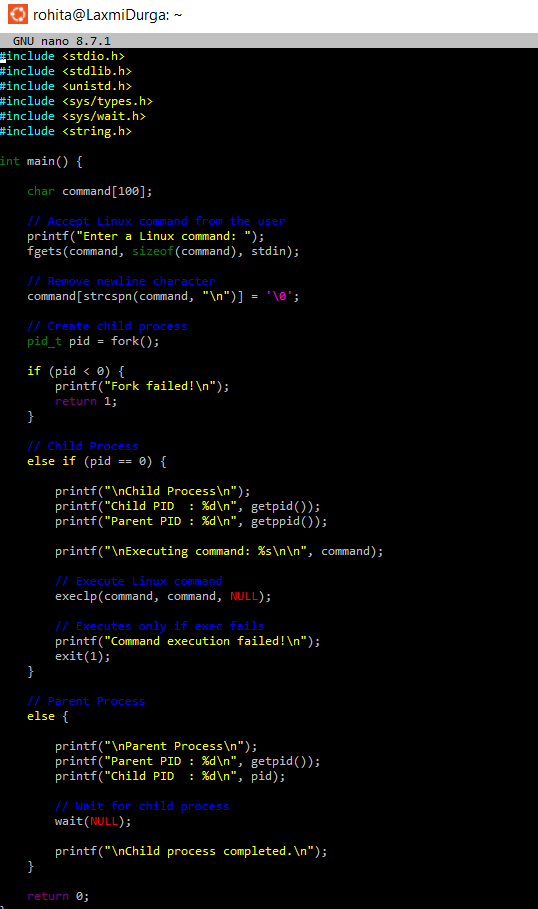 rohita@LaxmiDurga: ~
GNU nano 8.7.1
#include <stdio.h>
#include <stdlib.h>
#include <unistd.h>
#include <sys/types.h>
#include <sys/wait.h>
#include <string.h>

int main() {

    char command[100];

    // Accept Linux command from the user
    printf("Enter a Linux command: ");
    fgets(command, sizeof(command), stdin);

    // Remove newline character
    command[strcspn(command, "\n")] = '\0';

    // Create child process
    pid_t pid = fork();

    if (pid < 0) {
        printf("Fork failed!\n");
        return 1;
    }

    // Child Process
    else if (pid == 0) {

        printf("\nChild Process\n");
        printf("Child PID  : %d\n", getpid());
        printf("Parent PID : %d\n", getppid());

        printf("\nExecuting command: %s\n\n", command);

        // Execute Linux command
        execlp(command, command, NULL);

        // Executes only if exec fails
        printf("Command execution failed!\n");
        exit(1);
    }

    // Parent Process
    else {

        printf("\nParent Process\n");
        printf("Parent PID : %d\n", getpid());
        printf("Child PID  : %d\n", pid);

        // Wait for child process
        wait(NULL);

        printf("\nChild process completed.\n");
    }

    return 0;